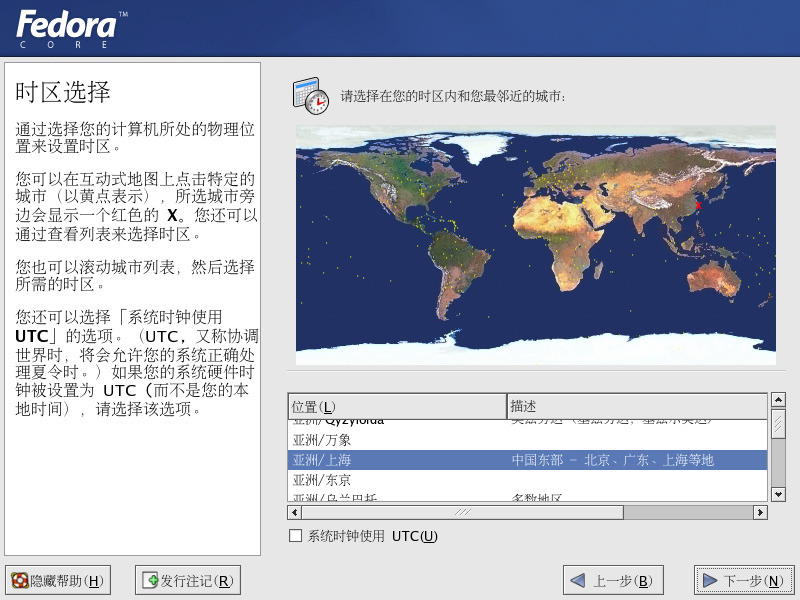 Fedora™
CORE
时区选择
通过选择您的计算机所处的物理位
置来设置时区。
您可以在互动式地图上点击特定的
城市（以黄点表示），所选城市旁
边会显示一个红色的 X。您还可以
通过查看列表来选择时区。
您也可以滚动城市列表，然后选择
所需的时区。
您还可以选择「系统时钟使用
UTC」的选项。（UTC，又称协调
世界时，将会允许您的系统正确处
理夏令时。）如果您的系统硬件时
钟被设置为 UTC（而不是您的本
地时间），请选择该选项。
请选择在您的时区内和您最邻近的城市:
位置(L) 描述
亚洲/Qyzylorda
亚洲/万象
亚洲/上海 中国东部 - 北京、广东、上海等地
亚洲/东京
亚洲/乌兰巴托 多数地区
系统时钟使用 UTC(U)
隐藏帮助(H) 发行注记(R) 上一步(B) 下一步(N)